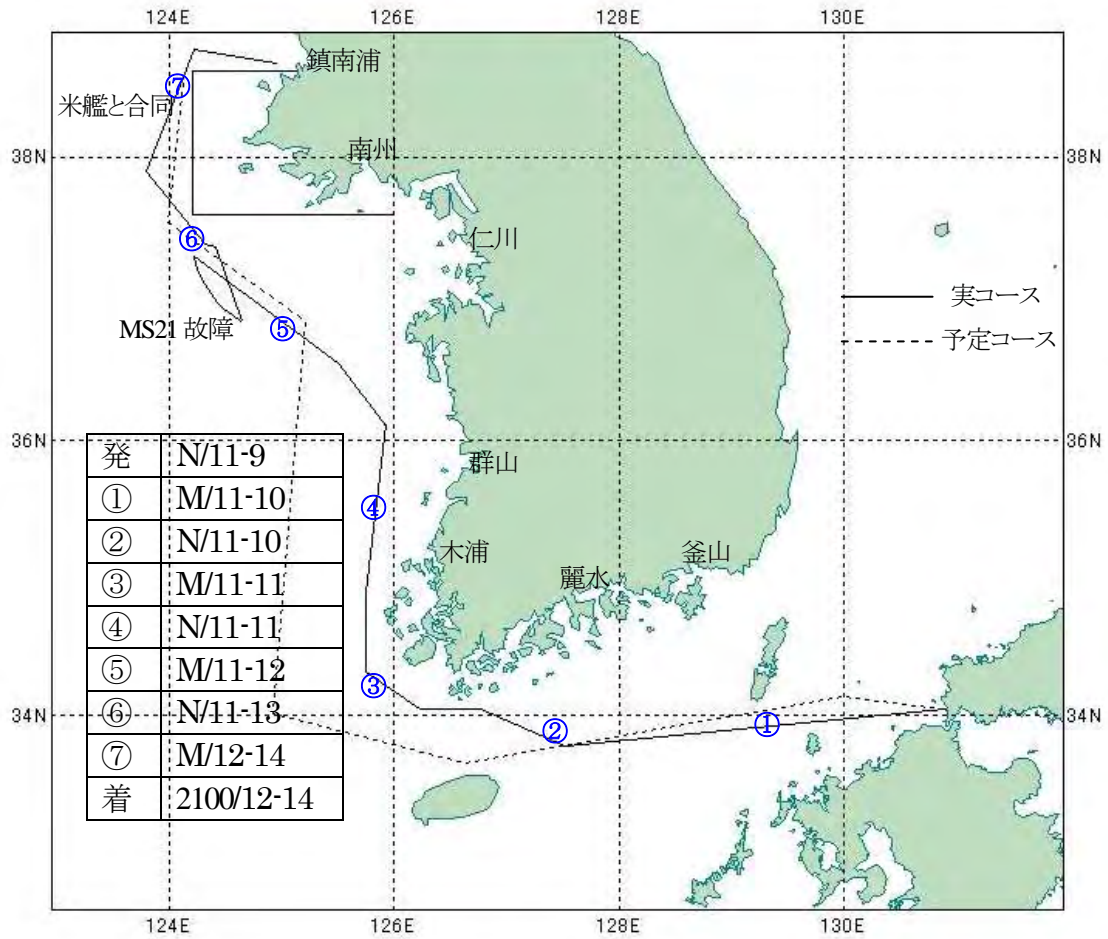 124E 126E 128E 130E
鎮南浦
⑦
米艦と合同
38N 38N
南州
⑥
仁川
実コース
MS21 故障
⑤
予定コース
36N 36N
発 N/11-9
① M/11-10
② N/11-10
③ M/11-11
④ N/11-11
⑤ M/11-12
⑥ N/11-13
⑦ M/12-14
着 2100/12-14
群山
④
木浦
釜山
麗水
③
34N 34N
②
①
124E 126E 128E 130E